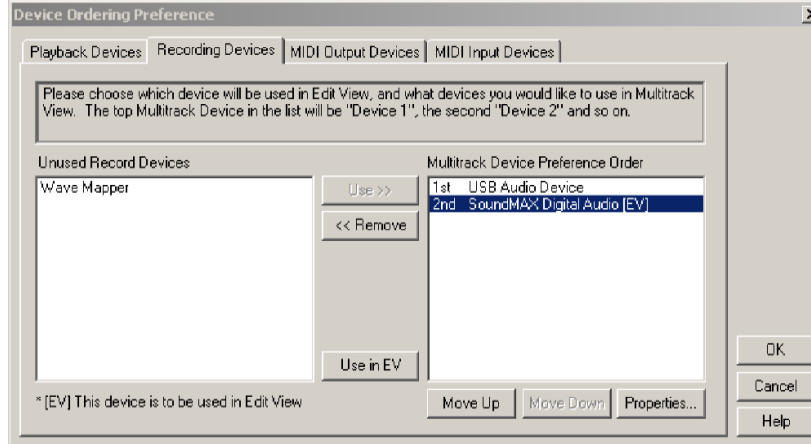 Device Ordering Preference
Playback Devices
Recording Devices
MIDI Output Devices
MIDI Input Devices
Please choose which device will be used in Edit View, and what devices you would like to use in Multitrack
View. The top Multitrack Device in the list will be "Device 1", the second "Device 2" and so on.
Unused Record Devices
Multitrack Device Preference Order
Wave Mapper
Use >>
<< Remove
1st USB Audio Device
2nd SoundMAX Digital Audio [EV]
Use in EV
* [EV] This device is to be used in Edit View
Move Up
Move Down
Properties...
OK
Cancel
Help